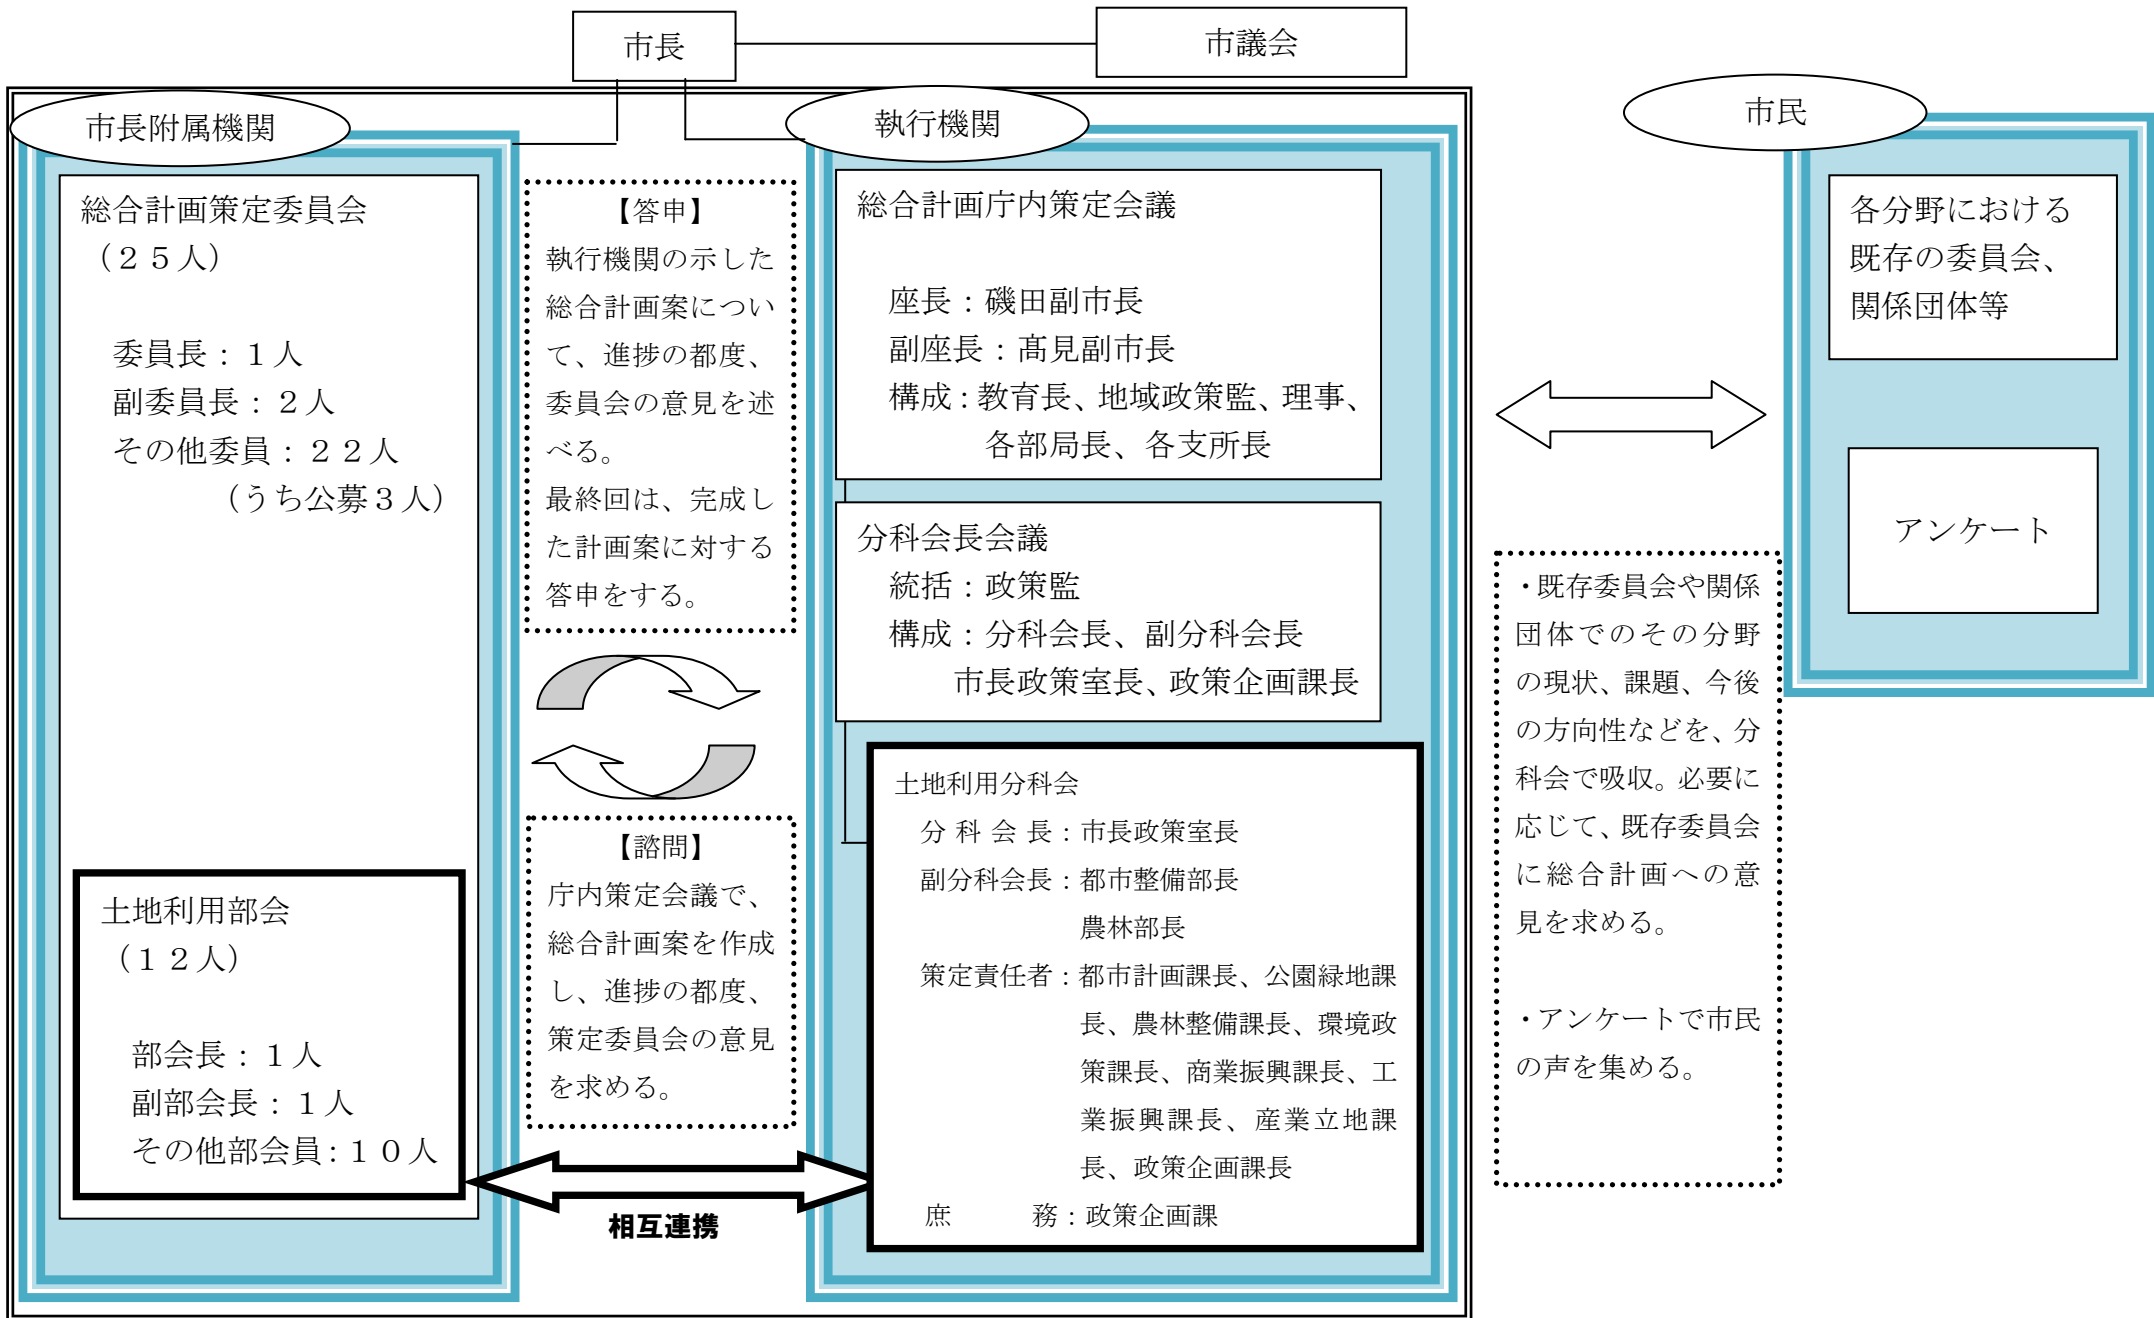 市長
市議会
市長附属機関
執行機関
市民
総合計画策定委員会
（２５人）
委員長：１人
副委員長：２人
その他委員：２２人
（うち公募３人）
土地利用部会
（１２人）
部会長：１人
副部会長：１人
その他部会員：１０人
【答申】
執行機関の示した
総合計画案につい
て、進捗の都度、
委員会の意見を述
べる。
最終回は、完成し
た計画案に対する
答申をする。
【諮問】
庁内策定会議で、
総合計画案を作成
し、進捗の都度、
策定委員会の意見
を求める。
相互連携
総合計画庁内策定会議
座長：磯田副市長
副座長：髙見副市長
構成：教育長、地域政策監、理事、
各部局長、各支所長
分科会長会議
統括：政策監
構成：分科会長、副分科会長
市長政策室長、政策企画課長
土地利用分科会
分科会長：市長政策室長
副分科会長：都市整備部長
農林部長
策定責任者：都市計画課長、公園緑地課
長、農林整備課長、環境政
策課長、商業振興課長、工
業振興課長、産業立地課
長、政策企画課長
庶務：政策企画課
各分野における
既存の委員会、
関係団体等
アンケート
・既存委員会や関係
団体でのその分野
の現状、課題、今後
の方向性などを、分
科会で吸収。必要に
応じて、既存委員会
に総合計画への意
見を求める。
・アンケートで市民
の声を集める。